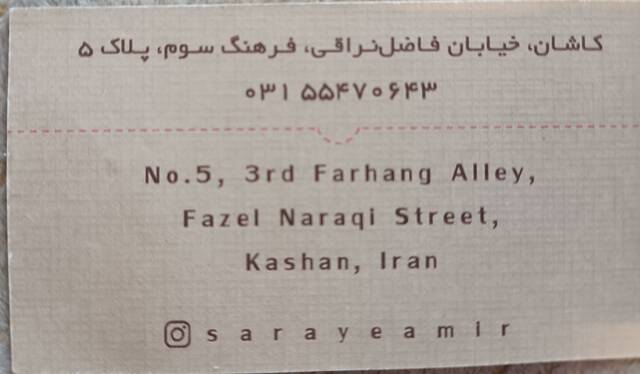 کاشان، خیابان فاضل‌نراقی، فرهنگ سوم، پلاک ۵
۰۳۱ ۵۵۴۷۰۶۴۳
No.5, 3rd Farhang Alley,
Fazel Naraqi Street,
Kashan, Iran
sarayeamir